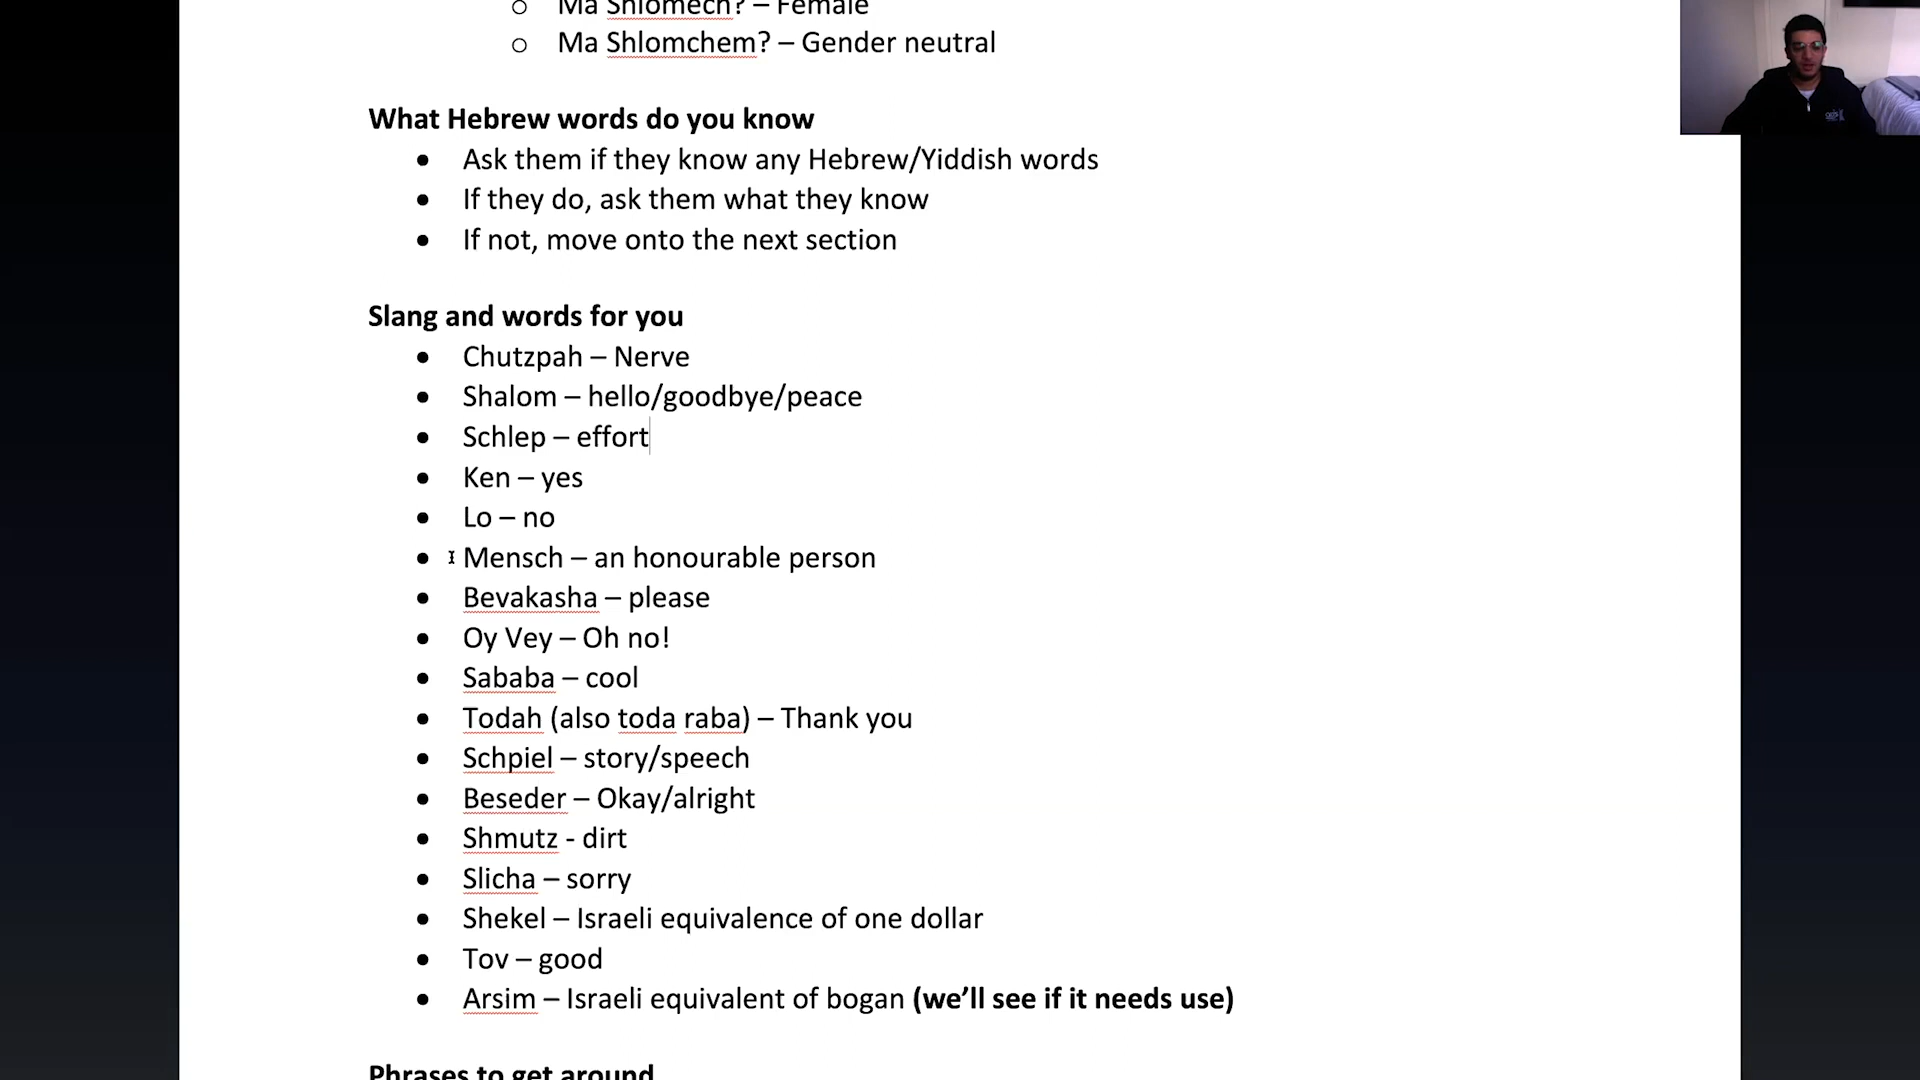 Ma Shlomech? – Female
Ma Shlomchem? – Gender neutral
What Hebrew words do you know
Ask them if they know any Hebrew/Yiddish words
If they do, ask them what they know
If not, move onto the next section
Slang and words for you
Chutzpah – Nerve
Shalom – hello/goodbye/peace
Schlep – effort
Ken – yes
Lo – no
Mensch – an honourable person
Bevakasha – please
Oy Vey – Oh no!
Sababa – cool
Todah (also toda raba) – Thank you
Schpiel – story/speech
Beseder – Okay/alright
Shmutz - dirt
Slicha – sorry
Shekel – Israeli equivalence of one dollar
Tov – good
Arsim – Israeli equivalent of bogan (we’ll see if it needs use)
Phrases to get around